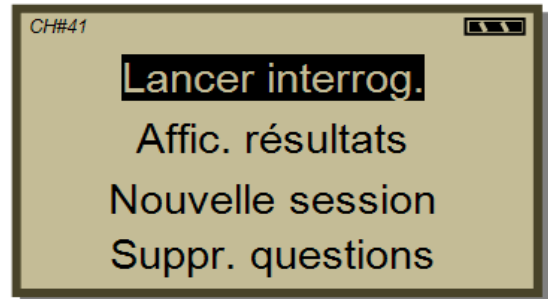 CH#41
Lancer interrog.
Affic. résultats
Nouvelle session
Suppr. questions